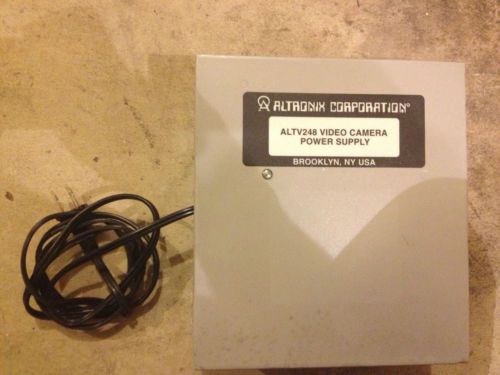 ALTRONIX CORPORATION®
ALTV248 VIDEO CAMERA
POWER SUPPLY
BROOKLYN, NY USA